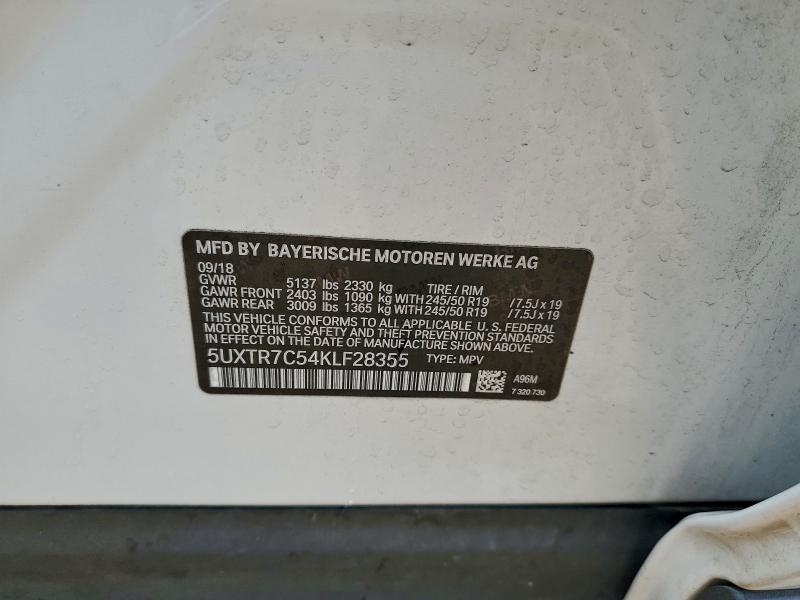 MFD BY BAYERISCHE MOTOREN WERKE AG
09/18
GVWR 5137 lbs 2330 kg TIRE / RIM
GAWR FRONT 2403 lbs 1090 kg WITH 245/50 R19 /7.5J x 19
GAWR REAR 3009 lbs 1365 kg WITH 245/50 R19 /7.5J x 19
THIS VEHICLE CONFORMS TO ALL APPLICABLE U. S. FEDERAL
MOTOR VEHICLE SAFETY AND THEFT PREVENTION STANDARDS
IN EFFECT ON THE DATE OF MANUFACTURE SHOWN ABOVE.
5UXTR7C54KLF28355 TYPE: MPV
A96M
7 320 730